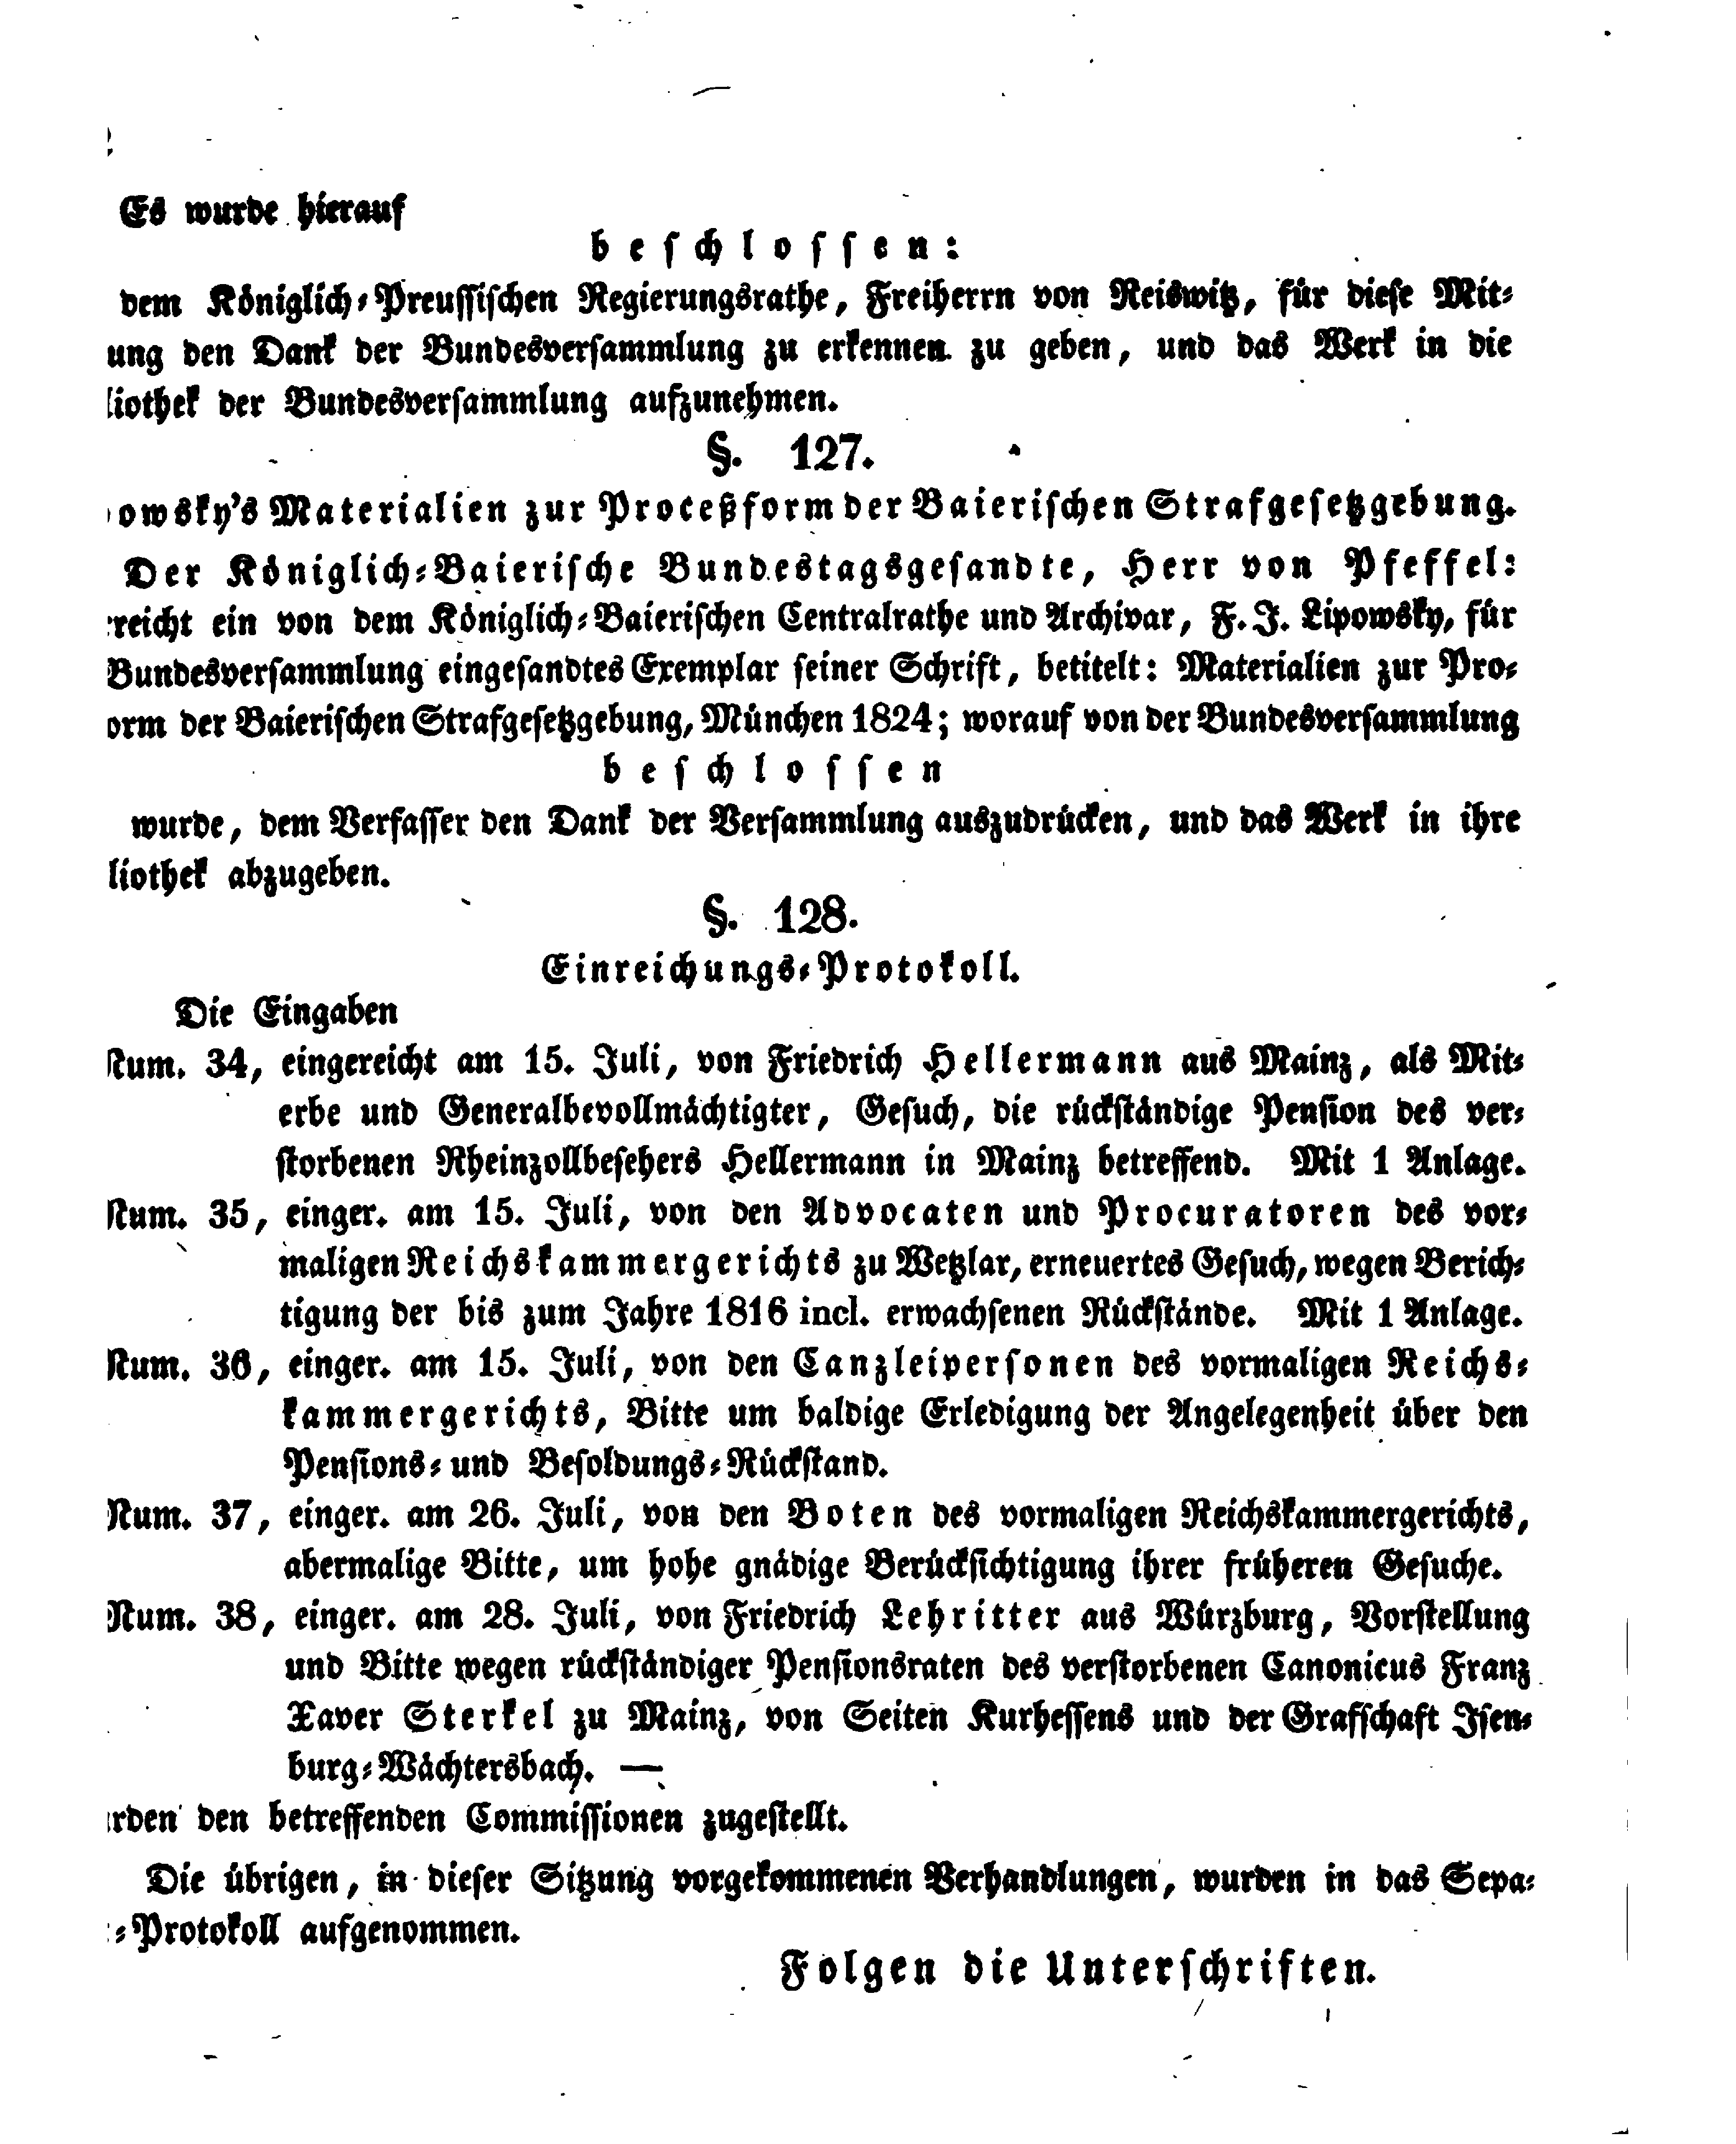 Es wurde hierauf
beschlossen:
dem Königlich-Preussischen Regierungsrathe, Freiherrn von Reiswitz, für diese Mit-
ung den Dank der Bundesversammlung zu erkennen zu geben, und das Werk in die
liothek der Bundesversammlung aufzunehmen.
§. 127.
owsky's Materialien zur Proceßform der Baierischen Strafgesetzgebung.
Der Königlich-Baierische Bundestagsgesandte, Herr von Pfeffel:
rreicht ein von dem Königlich-Baierischen Centralrathe und Archivar, F. J. Lipowsky, für
Bundesversammlung eingesandtes Exemplar seiner Schrift, betitelt: Materialien zur Pro-
orm der Baierischen Strafgesetzgebung, München 1824; worauf von der Bundesversammlung
beschlossen
wurde, dem Verfasser den Dank der Versammlung auszudrücken, und das Werk in ihre
liothek abzugeben.
§. 128.
Einreichungs-Protokoll.
Die Eingaben
Num. 34, eingereicht am 15. Juli, von Friedrich Hellermann aus Mainz, als Mit-
erbe und Generalbevollmächtigter, Gesuch, die rückständige Pension des ver-
storbenen Rheinzollbesehers Hellermann in Mainz betreffend. Mit 1 Anlage.
Num. 35, einger. am 15. Juli, von den Advocaten und Procuratoren des vor-
maligen Reichskammergerichts zu Wetzlar, erneuertes Gesuch, wegen Berich-
tigung der bis zum Jahre 1816 incl. erwachsenen Rückstände. Mit 1 Anlage.
Num. 36, einger. am 15. Juli, von den Canzleipersonen des vormaligen Reichs-
kammergerichts, Bitte um baldige Erledigung der Angelegenheit über den
Pensions- und Besoldungs-Rückstand.
Num. 37, einger. am 26. Juli, von den Boten des vormaligen Reichskammergerichts,
abermalige Bitte, um hohe gnädige Berücksichtigung ihrer früheren Gesuche.
Num. 38, einger. am 28. Juli, von Friedrich Lehritter aus Würzburg, Vorstellung
und Bitte wegen rückständiger Pensionsraten des verstorbenen Canonicus Franz
Xaver Sterkel zu Mainz, von Seiten Kurhessens und der Grafschaft Isen-
burg-Wächtersbach. —
rden den betreffenden Commissionen zugestellt.
Die übrigen, in dieser Sitzung vorgekommenen Verhandlungen, wurden in das Sepa-
-Protokoll aufgenommen.
Folgen die Unterschriften.